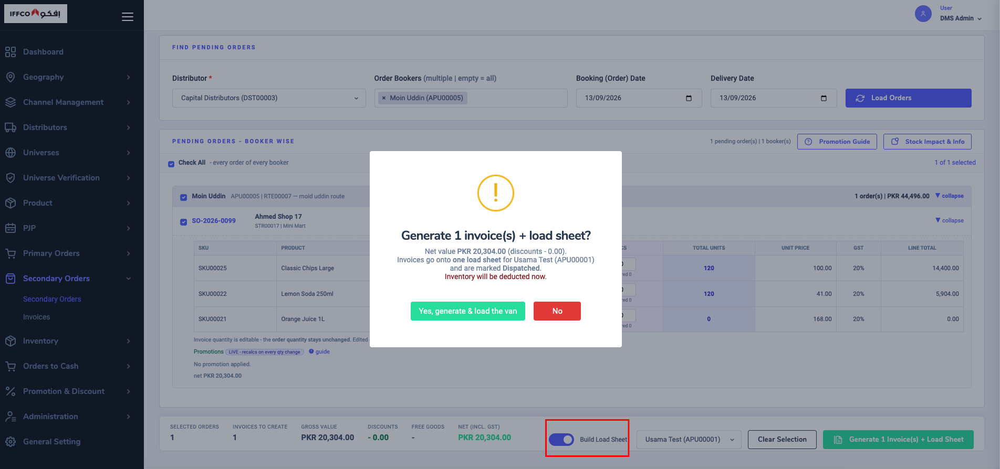 IFFCO إفكو
User
DMS Admin
Dashboard
Geography
Channel Management
Distributors
Universes
Universe Verification
Product
PJP
Primary Orders
Secondary Orders
Secondary Orders
Invoices
Inventory
Orders to Cash
Promotion & Discount
Administration
General Setting
FIND PENDING ORDERS
Distributor *
Order Bookers (multiple | empty = all)
Booking (Order) Date
Delivery Date
Capital Distributors (DST00003)
× Moin Uddin (APU00005)
13/09/2026
13/09/2026
Load Orders
PENDING ORDERS - BOOKER WISE
1 pending order(s) | 1 booker(s)
Promotion Guide
Stock Impact & Info
Check All - every order of every booker
1 of 1 selected
Moin Uddin APU00005 | RTE00007 — moid uddin route
1 order(s) | PKR 44,496.00 ▼ collapse
SO-2026-0099
Ahmed Shop 17
STR00017 | Mini Mart
▼ collapse
SKU PRODUCT CS TOTAL UNITS UNIT PRICE GST LINE TOTAL
SKU00025 Classic Chips Large 120 100.00 20% 14,400.00
red 0
SKU00022 Lemon Soda 250ml 120 41.00 20% 5,904.00
red 0
SKU00021 Orange Juice 1L 0 168.00 20% 0.00
red 0
Invoice quantity is editable - the order quantity stays unchanged. Edited
Promotions LIVE - recalcs on every qty change ? guide
No promotion applied.
net PKR 20,304.00
!
Generate 1 invoice(s) + load sheet?
Net value PKR 20,304.00 (discounts - 0.00).
Invoices go onto one load sheet for Usama Test (APU00001)
and are marked Dispatched.
Inventory will be deducted now.
Yes, generate & load the van
No
SELECTED ORDERS
1
INVOICES TO CREATE
1
GROSS VALUE
PKR 20,304.00
DISCOUNTS
- 0.00
FREE GOODS
-
NET (INCL. GST)
PKR 20,304.00
Build Load Sheet
Usama Test (APU00001)
Clear Selection
Generate 1 Invoice(s) + Load Sheet